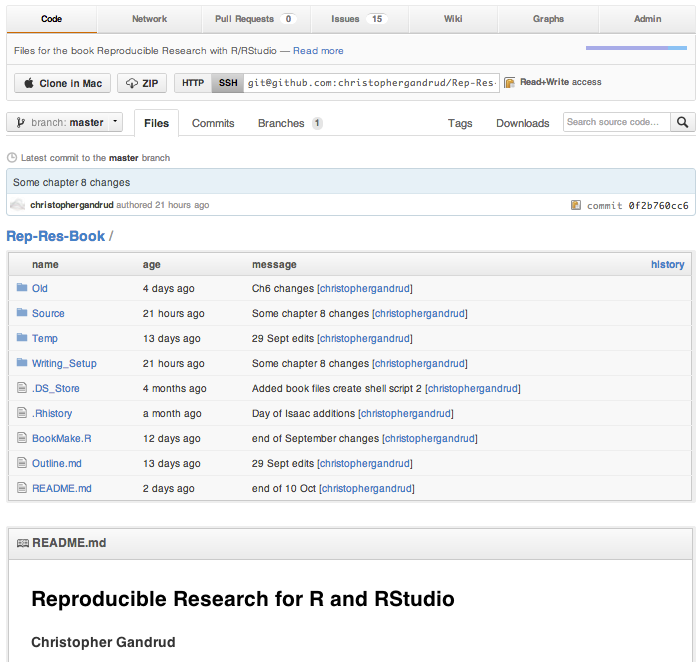 Code Network Pull Requests 0 Issues 15 Wiki Graphs Admin
Files for the book Reproducible Research with R/RStudio — Read more
Clone in Mac ZIP HTTP SSH git@github.com:christophergandrud/Rep-Res- Read+Write access
branch: master Files Commits Branches 1 Tags Downloads Search source code...
Latest commit to the master branch
Some chapter 8 changes
christophergandrud authored 21 hours ago commit 0f2b760cc6
Rep-Res-Book /
name age message history
Old 4 days ago Ch6 changes [christophergandrud]
Source 21 hours ago Some chapter 8 changes [christophergandrud]
Temp 13 days ago 29 Sept edits [christophergandrud]
Writing_Setup 21 hours ago Some chapter 8 changes [christophergandrud]
.DS_Store 4 months ago Added book files create shell script 2 [christophergandrud]
.Rhistory a month ago Day of Isaac additions [christophergandrud]
BookMake.R 12 days ago end of September changes [christophergandrud]
Outline.md 13 days ago 29 Sept edits [christophergandrud]
README.md 2 days ago end of 10 Oct [christophergandrud]
README.md
Reproducible Research for R and RStudio
Christopher Gandrud